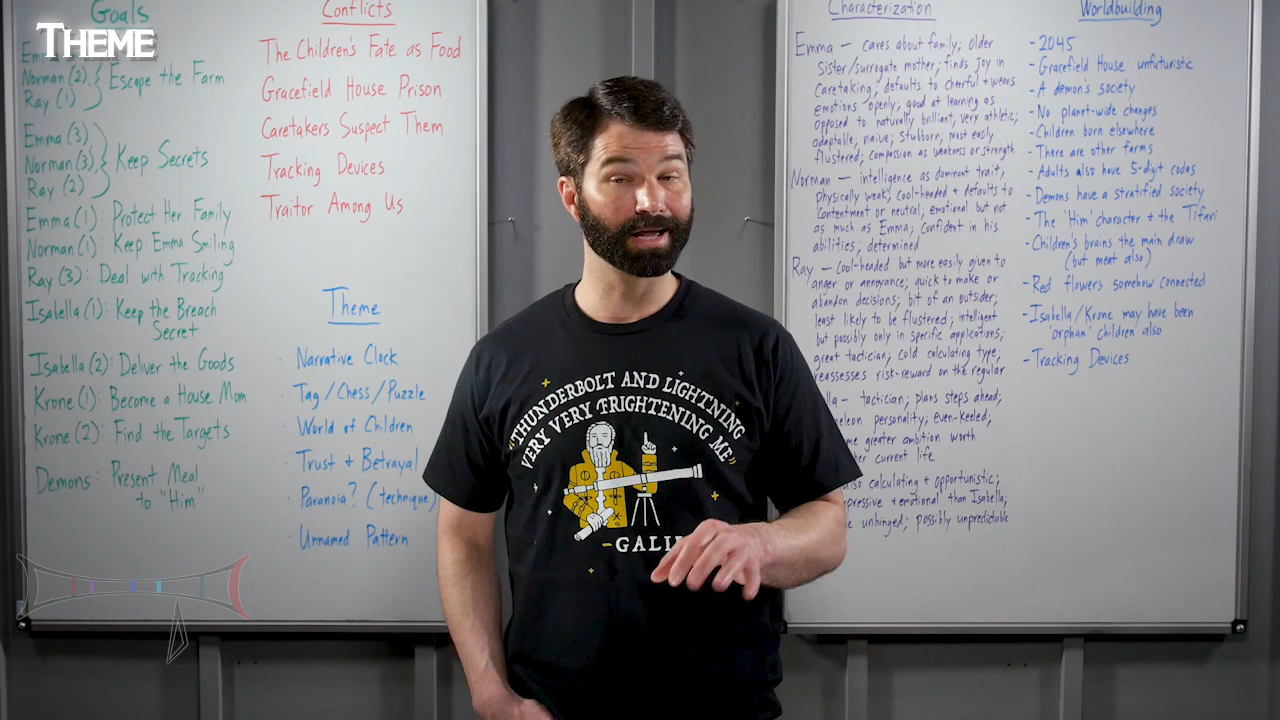 THEME
Goals
Norman (2)
Ray (1)
Escape the Farm
Emma (3)
Norman (3)
Ray (2)
Keep Secrets
Emma (1): Protect Her Family
Norman (1): Keep Emma Smiling
Ray (3): Deal with Tracking
Isabella (1): Keep the Breach
Secret
Isabella (2): Deliver the Goods
Krone (1): Become a House Mom
Krone (2): Find the Targets
Demons: Present Meal
to "Him"
Conflicts
The Children's Fate as Food
Gracefield House Prison
Caretakers Suspect Them
Tracking Devices
Traitor Among Us
Theme
· Narrative Clock
· Tag/Chess/Puzzle
· World of Children
· Trust + Betrayal
· Paranoia? (technique)
· Unnamed Pattern
"THUNDERBOLT AND LIGHTNING
VERY VERY FRIGHTENING ME"
-GALI
Characterization
Emma — cares about family; older
sister/surrogate mother; finds joy in
caretaking; defaults to cheerful + wears
emotions openly; good at learning as
opposed to naturally brilliant; very athletic;
adaptable; naive; stubborn; most easily
flustered; compassion as weakness or strength
Norman — intelligence as dominant trait;
physically weak; cool-headed + defaults to
contentment or neutral; emotional but not
as much as Emma; confident in his
abilities; determined
Ray — cool-headed but more easily given to
anger or annoyance; quick to make or
abandon decisions; bit of an outsider;
least likely to be flustered; intelligent
but possibly only in specific applications;
great tactician; cold calculating type;
reassesses risk-reward on the regular
lla — tactician; plans steps ahead;
eleon personality; even-keeled;
me greater ambition worth
her current life
also calculating + opportunistic;
pressive + emotional than Isabella;
e unhinged; possibly unpredictable
Worldbuilding
- 2045
- Gracefield House unfuturistic
- A demon's society
- No planet-wide changes
- Children born elsewhere
- There are other farms
- Adults also have 5-digit codes
- Demons have a stratified society
- The 'Him' character + the Tifari
- Children's brains the main draw
(but meat also)
- Red flowers somehow connected
- Isabella/Krone may have been
'orphan' children also
- Tracking Devices